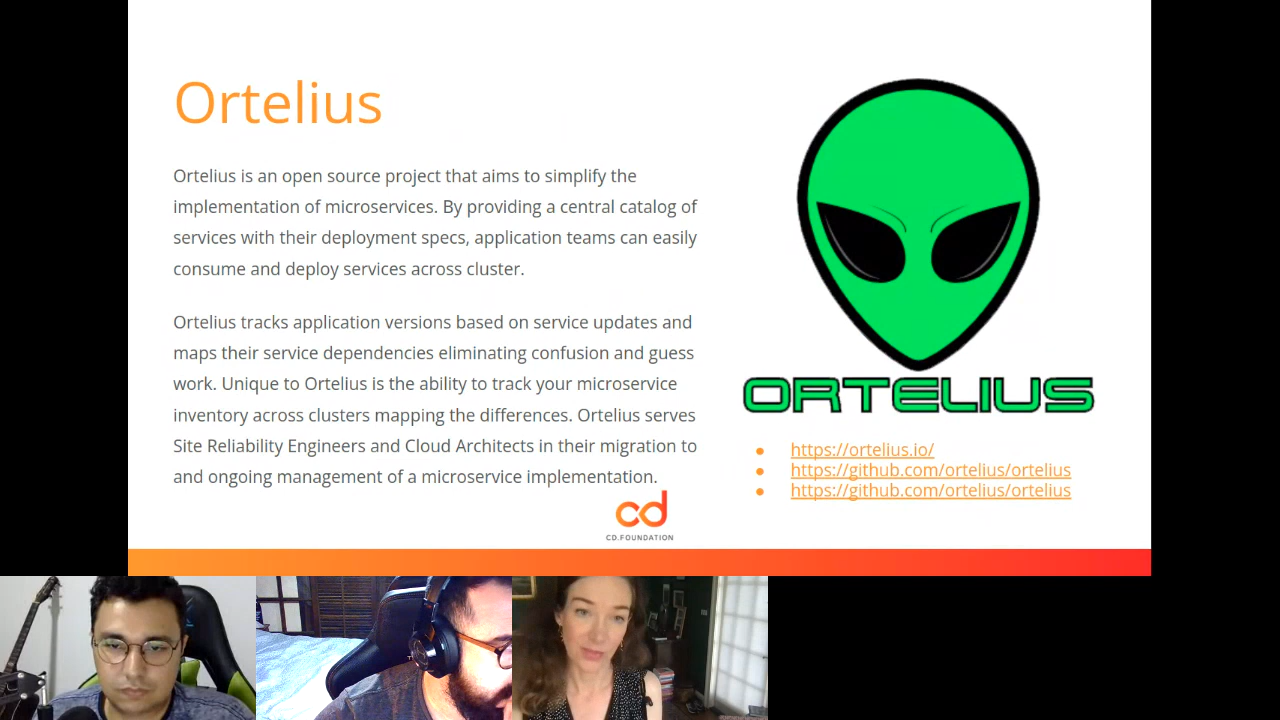 Ortelius
Ortelius is an open source project that aims to simplify the
implementation of microservices. By providing a central catalog of
services with their deployment specs, application teams can easily
consume and deploy services across cluster.
Ortelius tracks application versions based on service updates and
maps their service dependencies eliminating confusion and guess
work. Unique to Ortelius is the ability to track your microservice
inventory across clusters mapping the differences. Ortelius serves
Site Reliability Engineers and Cloud Architects in their migration to
and ongoing management of a microservice implementation.
ORTELIUS
● https://ortelius.io/
● https://github.com/ortelius/ortelius
● https://github.com/ortelius/ortelius
cd
CD.FOUNDATION